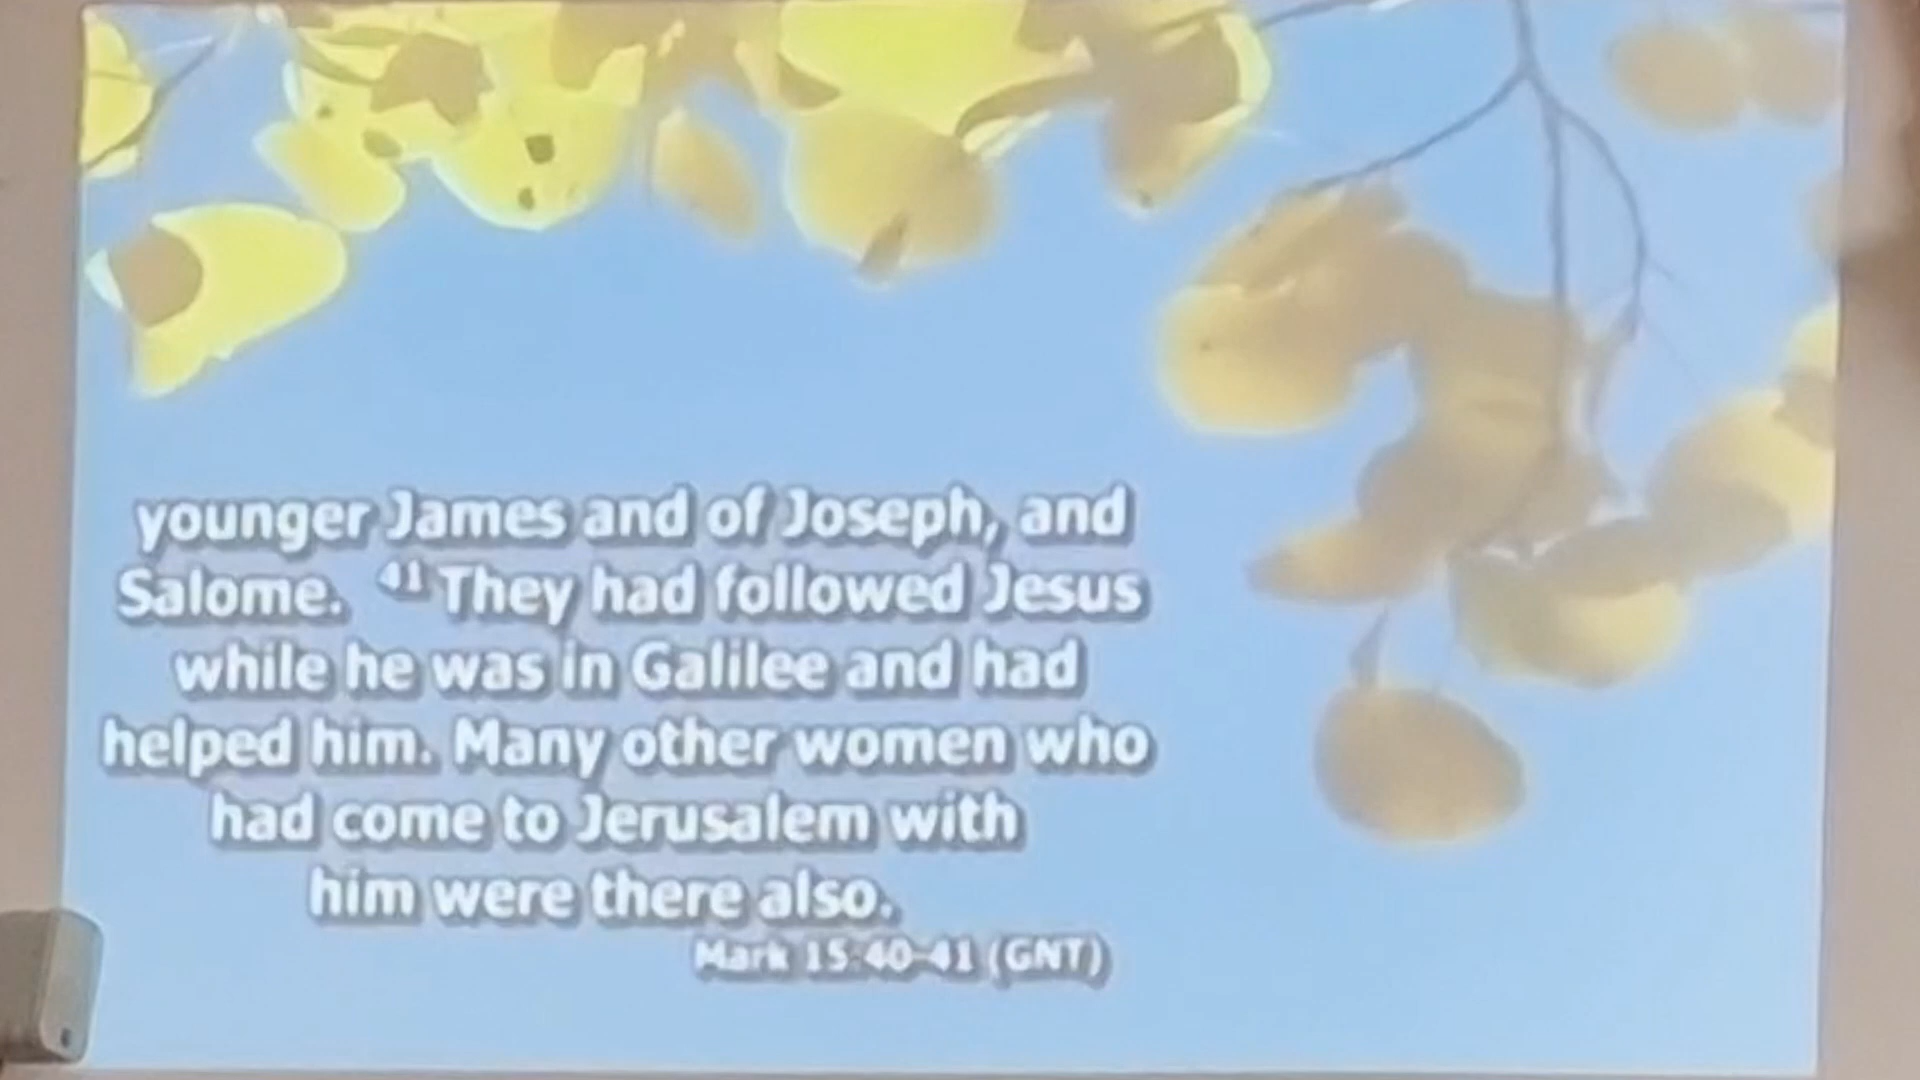 younger James and of Joseph, and
Salome. 41 They had followed Jesus
while he was in Galilee and had
helped him. Many other women who
had come to Jerusalem with
him were there also.
Mark 15:40-41 (GNT)